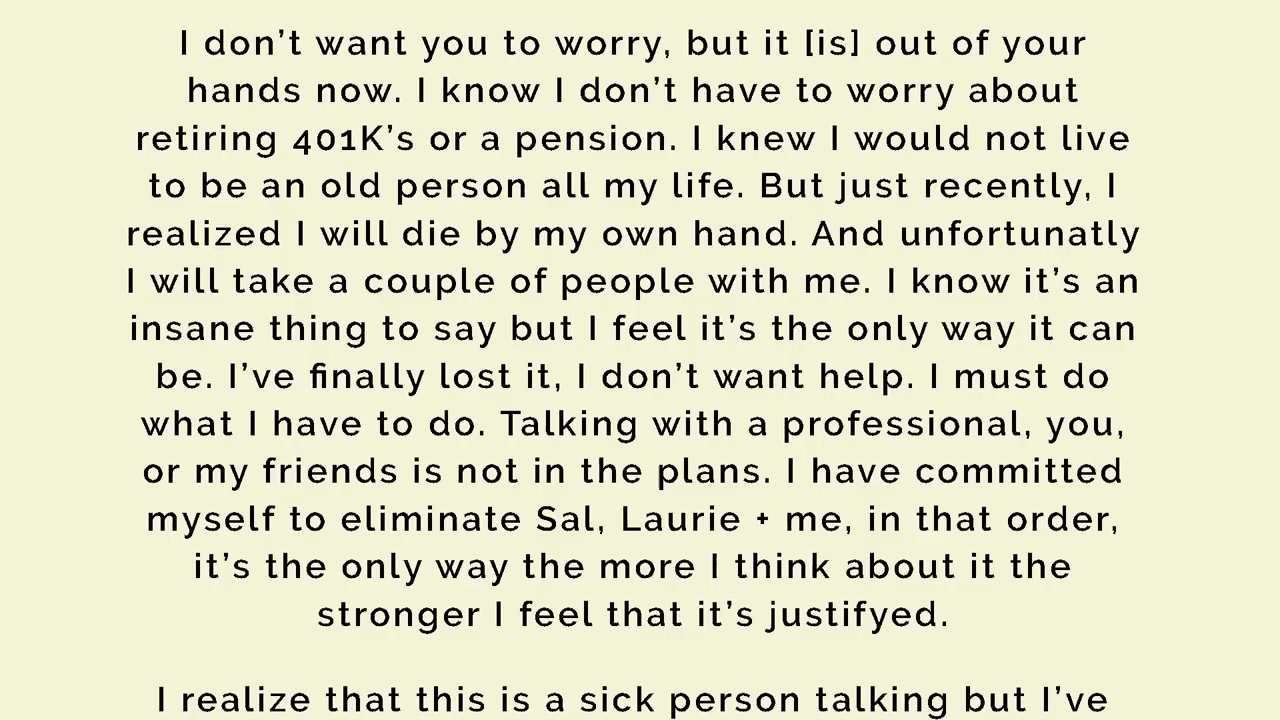 I don’t want you to worry, but it [is] out of your
hands now. I know I don’t have to worry about
retiring 401K’s or a pension. I knew I would not live
to be an old person all my life. But just recently, I
realized I will die by my own hand. And unfortunatly
I will take a couple of people with me. I know it’s an
insane thing to say but I feel it’s the only way it can
be. I’ve finally lost it, I don’t want help. I must do
what I have to do. Talking with a professional, you,
or my friends is not in the plans. I have committed
myself to eliminate Sal, Laurie + me, in that order,
it’s the only way the more I think about it the
stronger I feel that it’s justifyed.
I realize that this is a sick person talking but I’ve